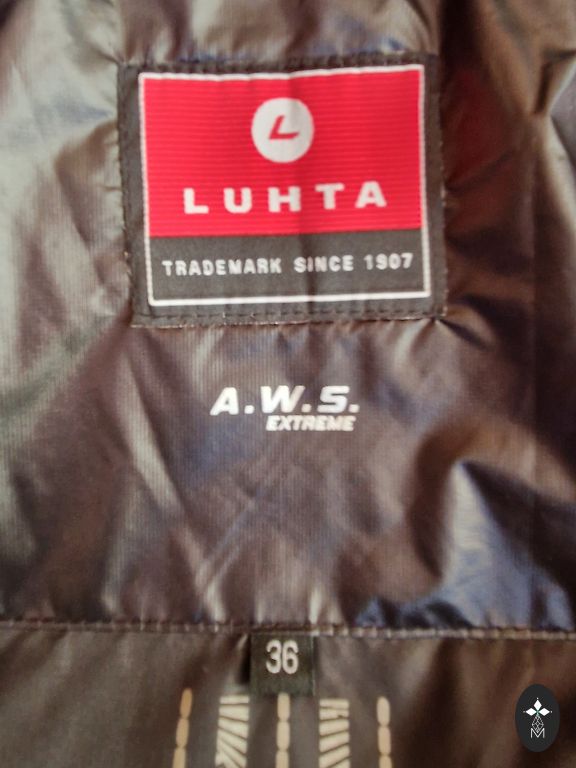 L
LUHTA
TRADEMARK SINCE 1907
A.W.S.
EXTREME
36
M